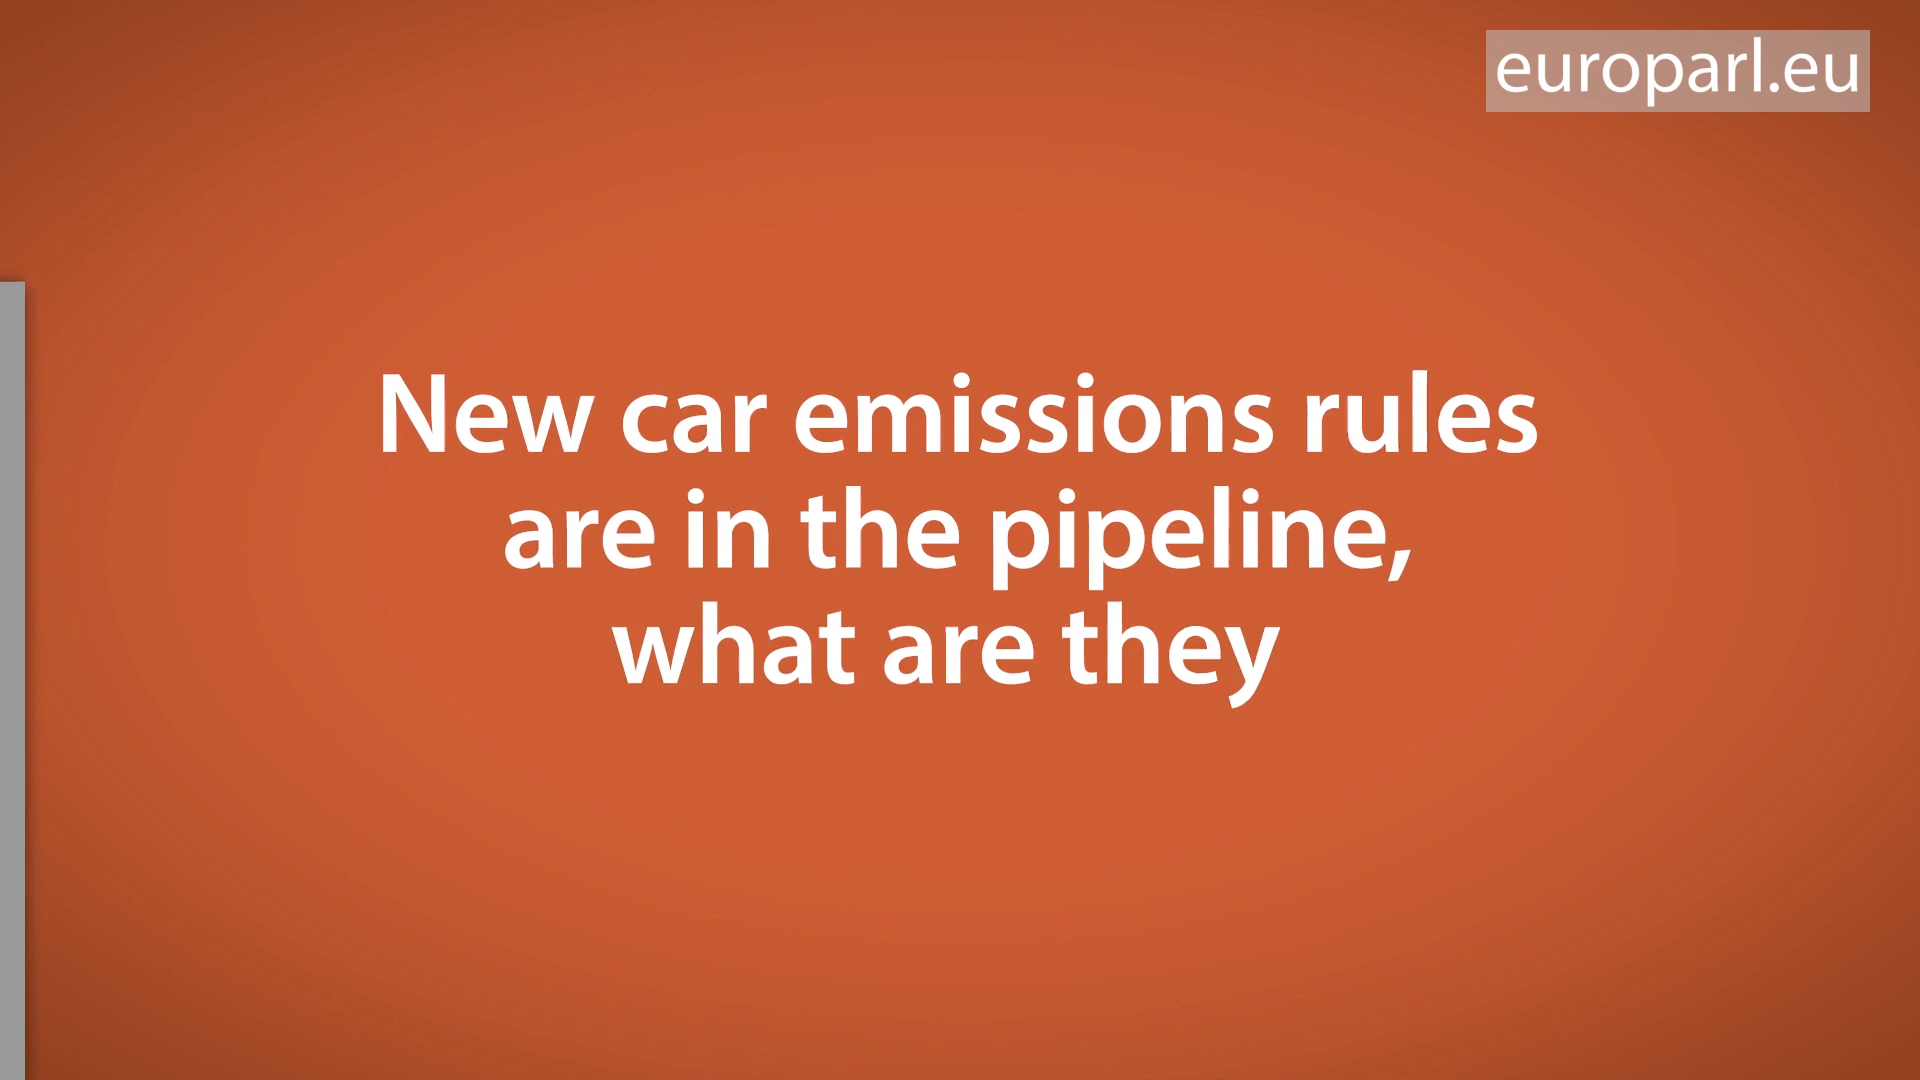 europarl.eu
New car emissions rules
are in the pipeline,
what are they